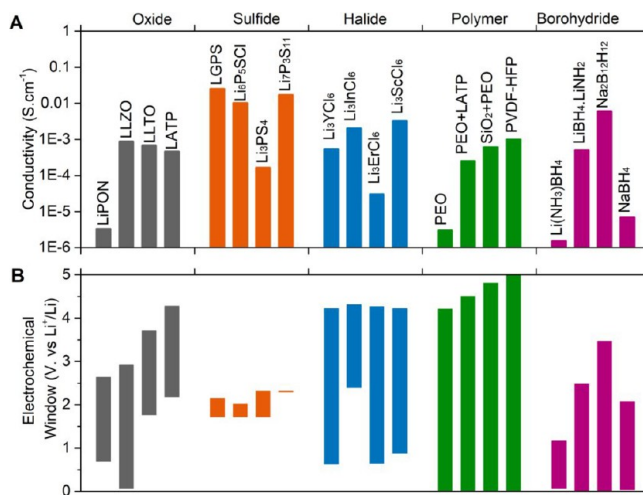 Oxide Sulfide Halide Polymer Borohydride
A
Conductivity (S.cm⁻¹)
1
0.1
0.01
1E-3
1E-4
1E-5
1E-6
LiPON
LLZO
LLTO
LATP
LGPS
Li₆P₅SCl
Li₃PS₄
Li₇P₃S₁₁
Li₃YCl₆
Li₃InCl₆
Li₃ErCl₆
Li₃ScCl₆
PEO
PEO+LATP
SiO₂+PEO
PVDF-HFP
Li(NH₃)BH₄
LiBH₄.LiNH₂
Na₂B₁₂H₁₂
NaBH₄
B
Electrochemical
Window (V. vs Li⁺/Li)
5
4
3
2
1
0